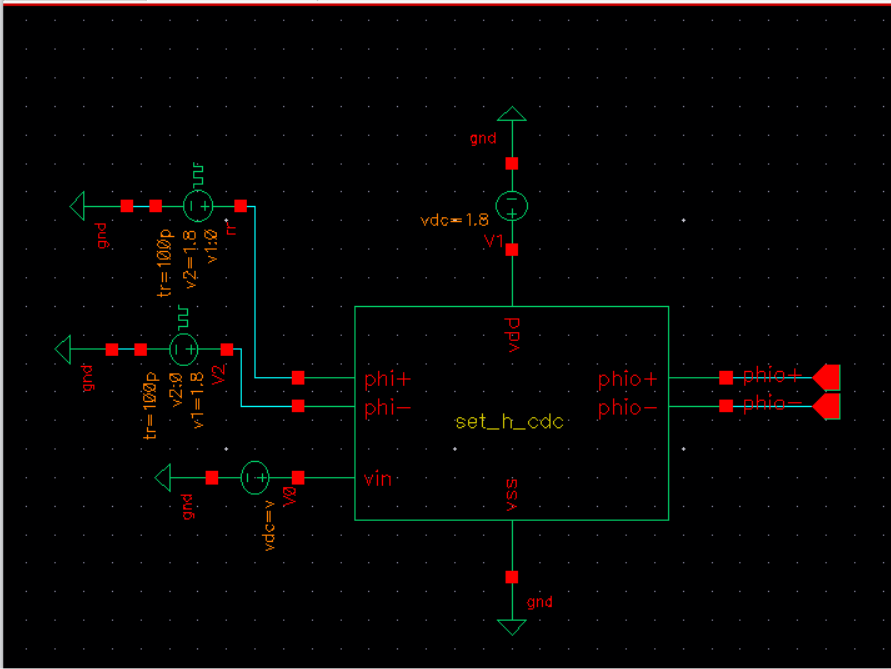 gnd
vdc=1.8
V1
gnd
tr=100p
v2=1.8
v1:0
gnd
tr=100p
v2:0
v1=1.8
V2
vdd
phi+
phi-
phio+
phio-
phio+
phio-
set_h_cdc
vin
vss
gnd
vdc=v
V0
gnd